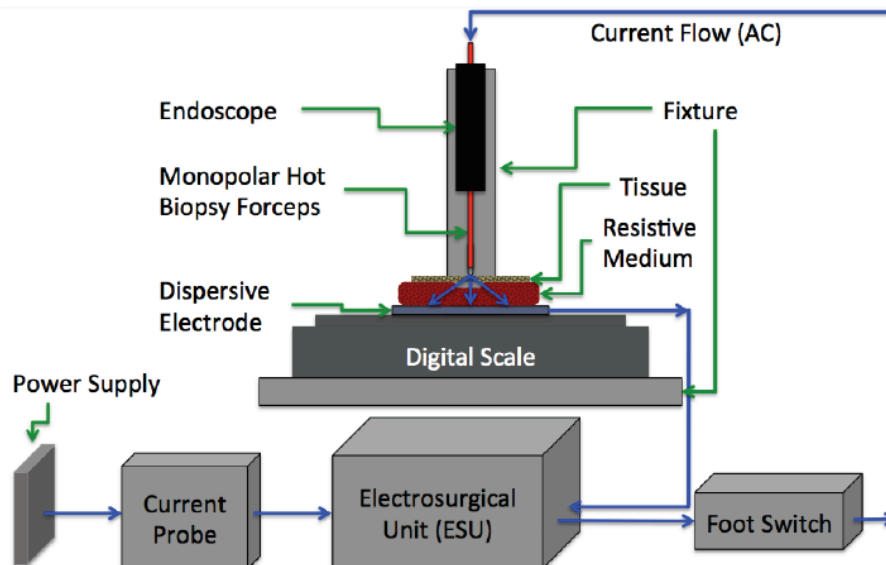 Current Flow (AC)
Endoscope
Fixture
Monopolar Hot
Biopsy Forceps
Tissue
Resistive
Medium
Dispersive
Electrode
Digital Scale
Power Supply
Current
Probe
Electrosurgical
Unit (ESU)
Foot Switch